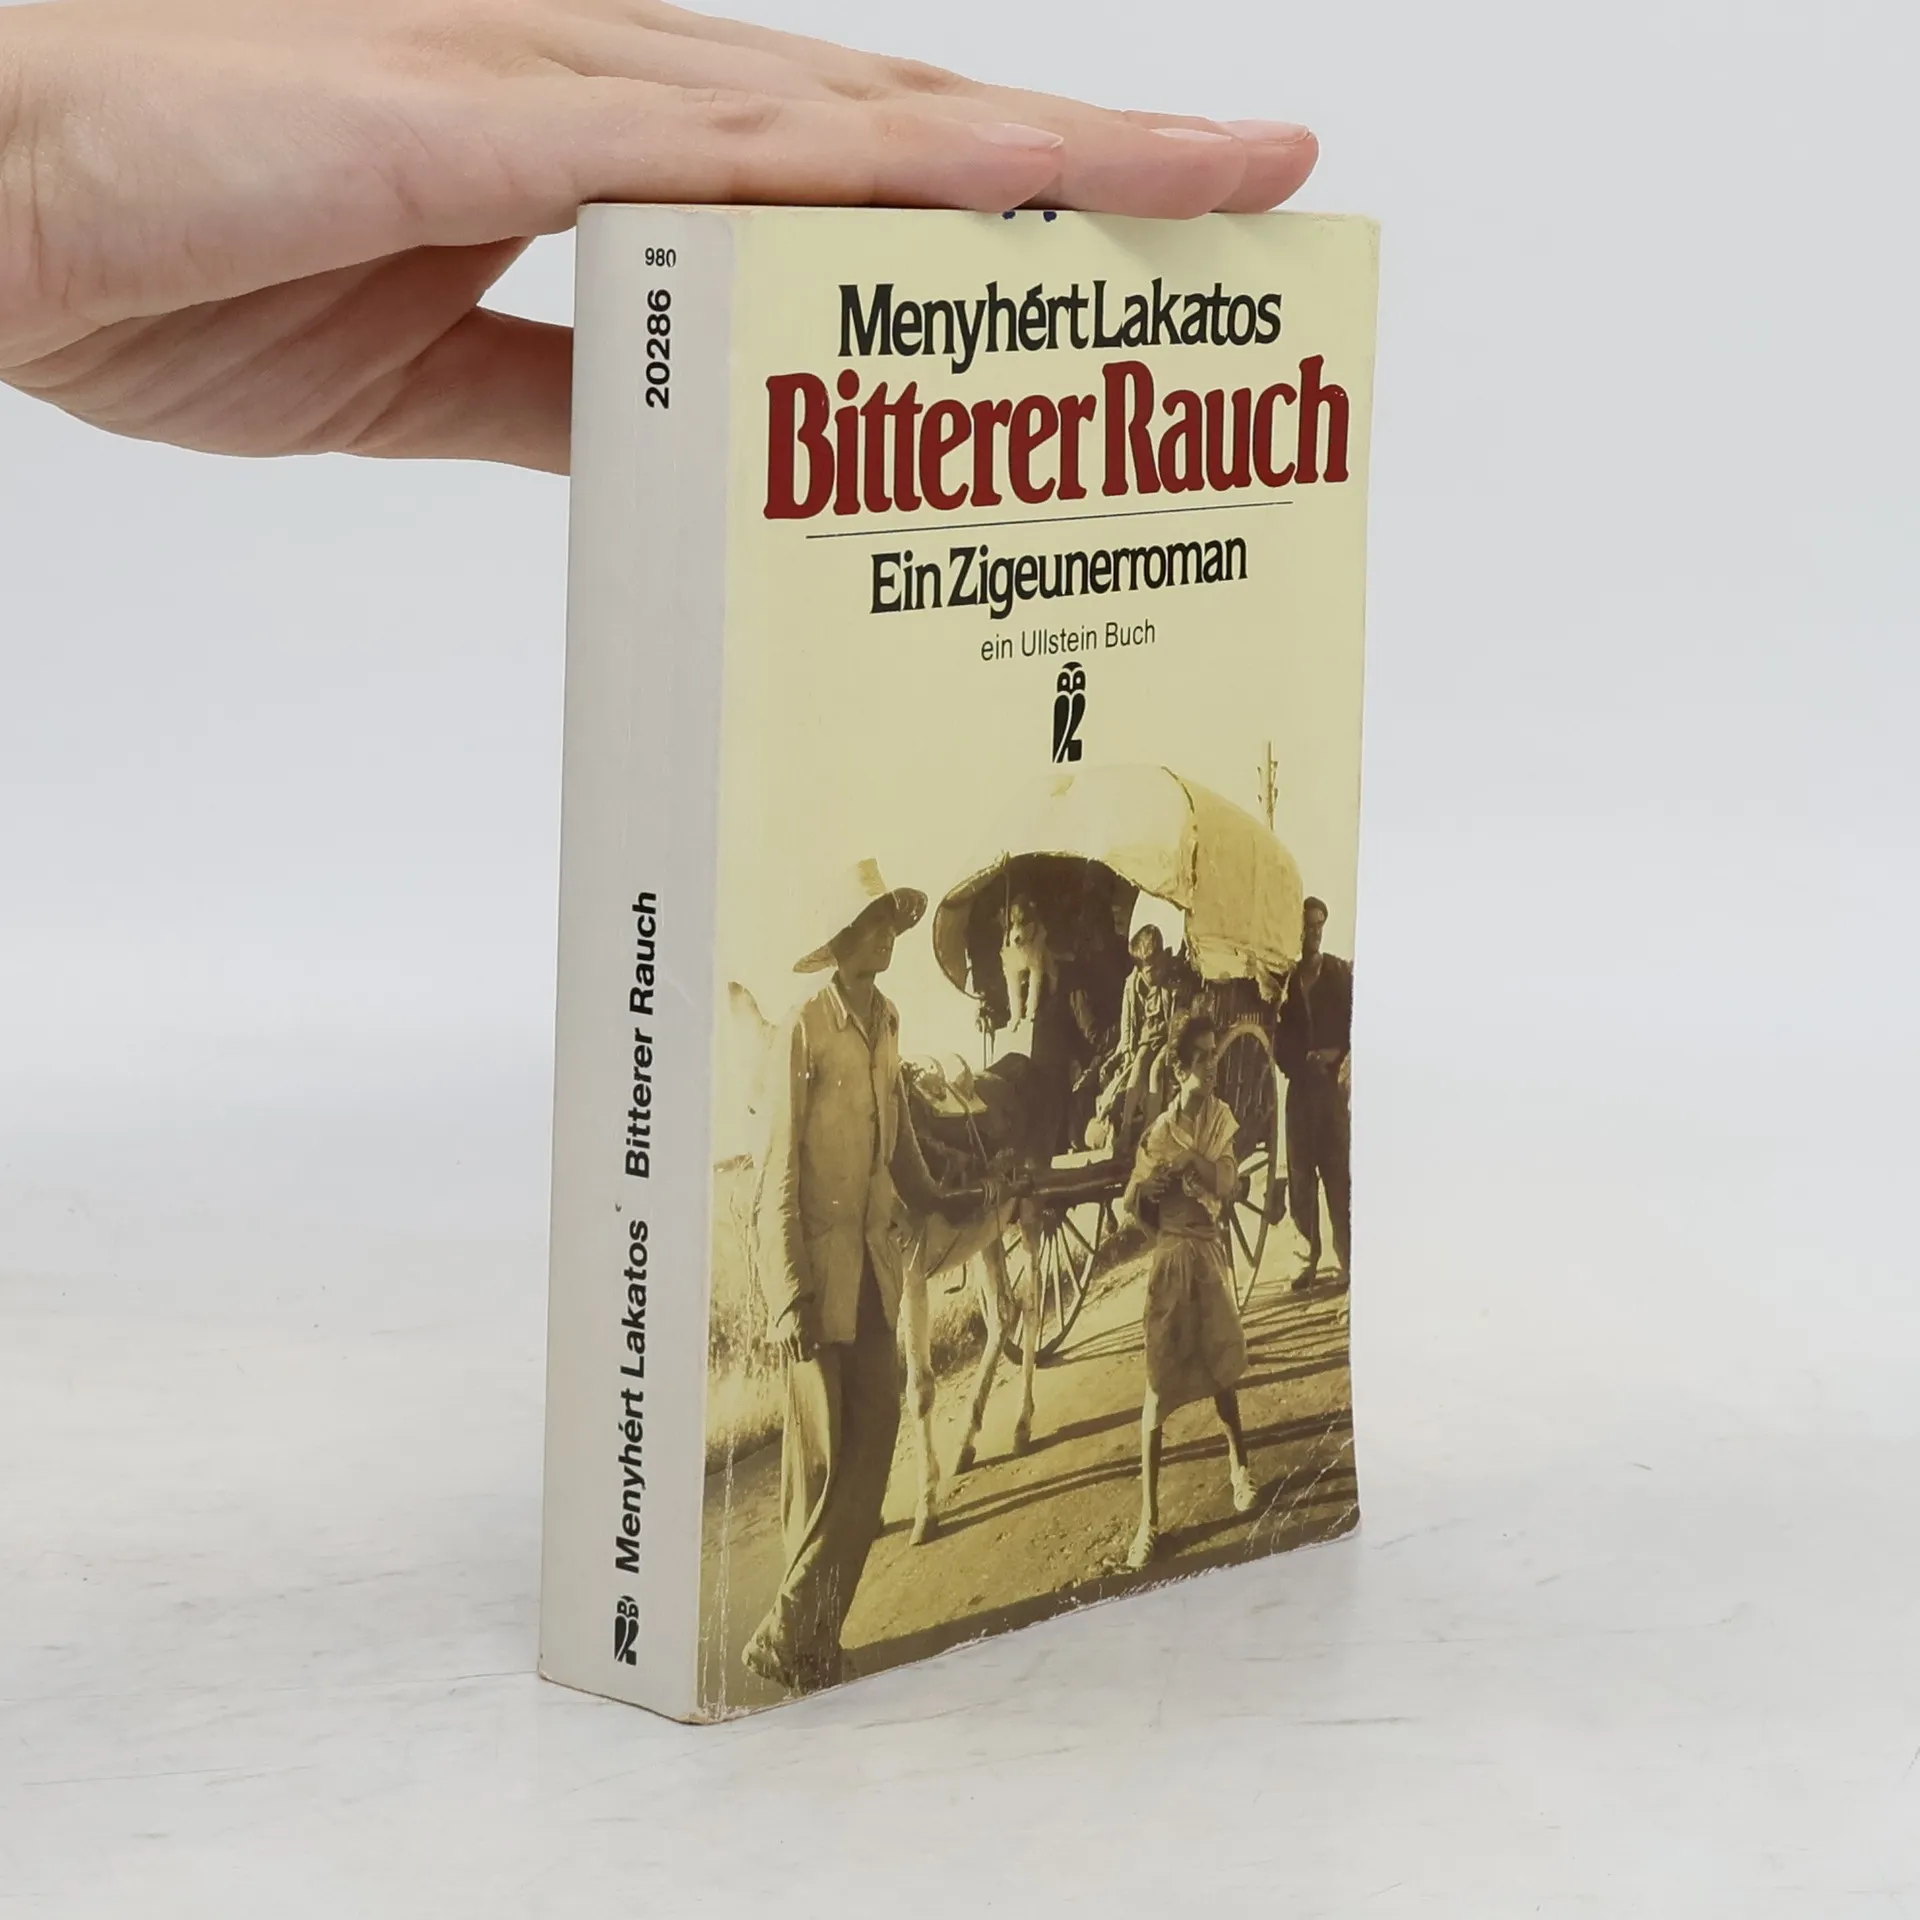 980
20286
Menyhért Lakatos Bitterer Rauch
Menyhért Lakatos
Bitterer Rauch
Ein Zigeunerroman
ein Ullstein Buch